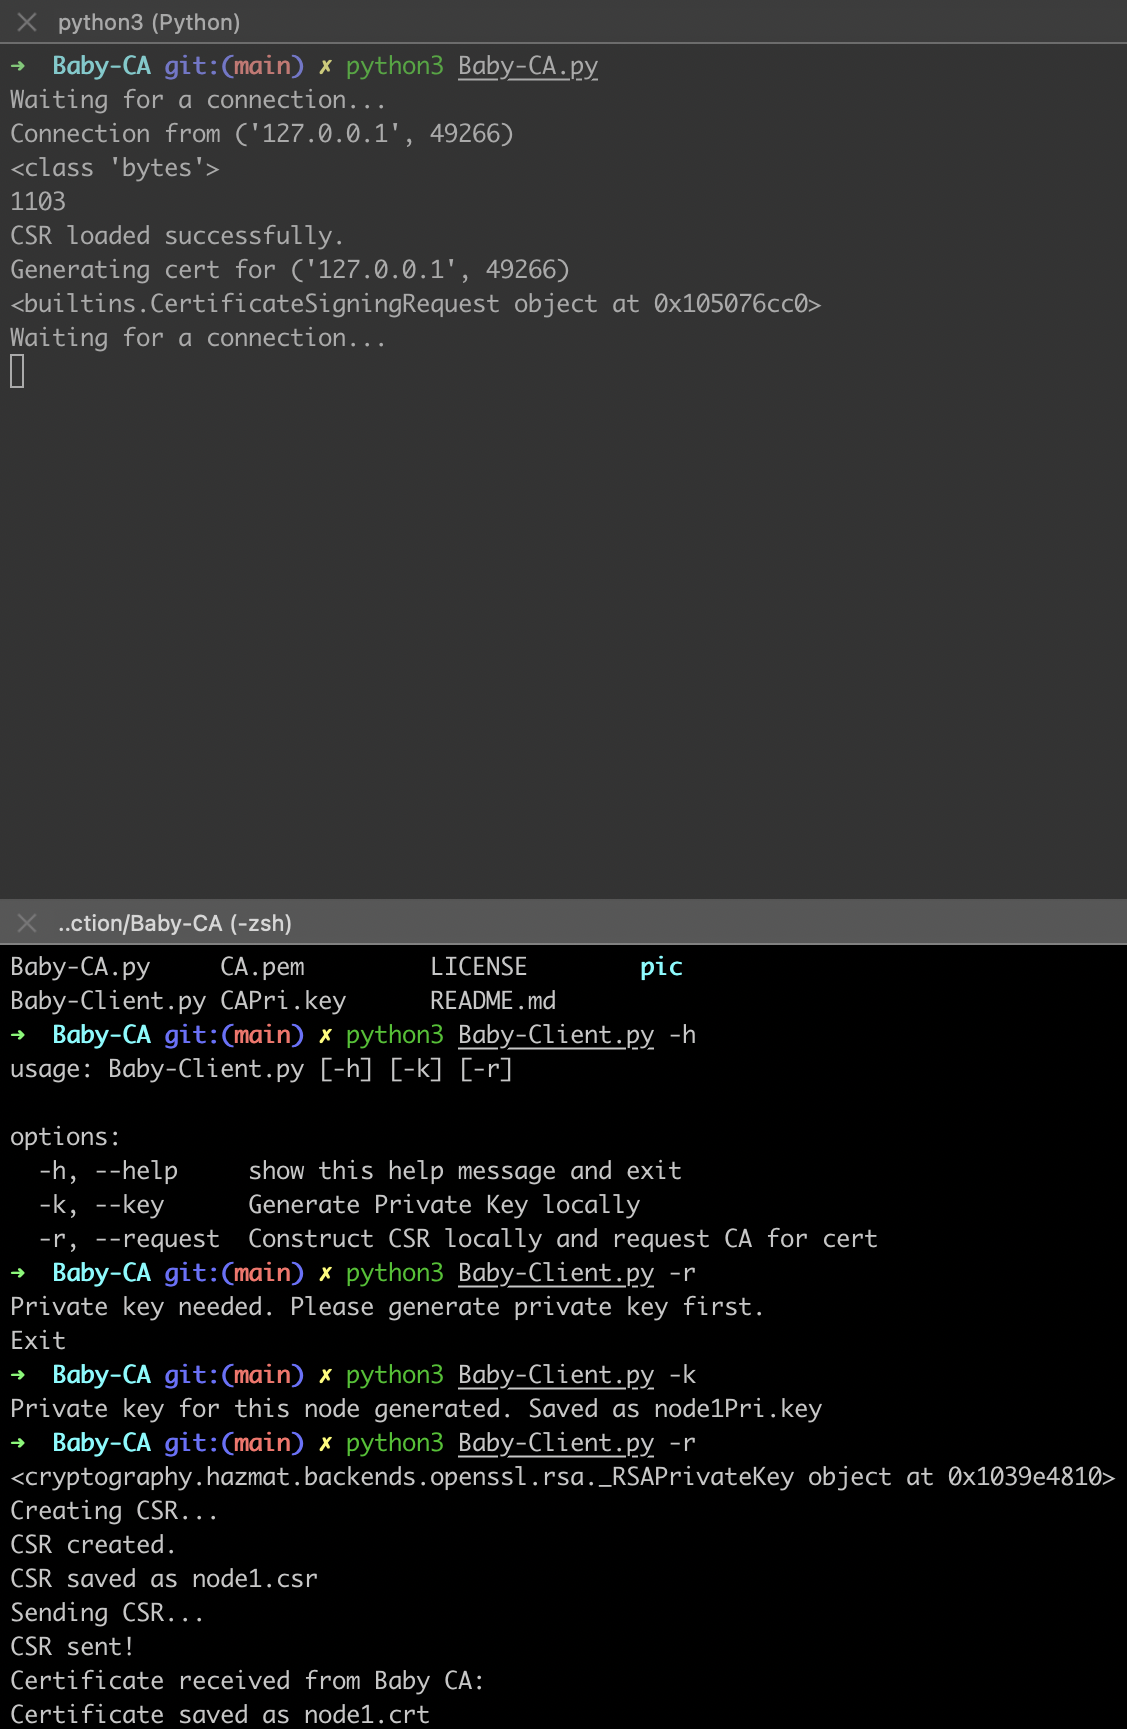 python3 (Python)
➜  Baby-CA git:(main) ✗ python3 Baby-CA.py
Waiting for a connection...
Connection from ('127.0.0.1', 49266)
<class 'bytes'>
1103
CSR loaded successfully.
Generating cert for ('127.0.0.1', 49266)
<builtins.CertificateSigningRequest object at 0x105076cc0>
Waiting for a connection...
..ction/Baby-CA (-zsh)
Baby-CA.py     CA.pem         LICENSE        pic
Baby-Client.py CAPri.key      README.md
➜  Baby-CA git:(main) ✗ python3 Baby-Client.py -h
usage: Baby-Client.py [-h] [-k] [-r]
options:
  -h, --help     show this help message and exit
  -k, --key      Generate Private Key locally
  -r, --request  Construct CSR locally and request CA for cert
➜  Baby-CA git:(main) ✗ python3 Baby-Client.py -r
Private key needed. Please generate private key first.
Exit
➜  Baby-CA git:(main) ✗ python3 Baby-Client.py -k
Private key for this node generated. Saved as node1Pri.key
➜  Baby-CA git:(main) ✗ python3 Baby-Client.py -r
<cryptography.hazmat.backends.openssl.rsa._RSAPrivateKey object at 0x1039e4810>
Creating CSR...
CSR created.
CSR saved as node1.csr
Sending CSR...
CSR sent!
Certificate received from Baby CA:
Certificate saved as node1.crt